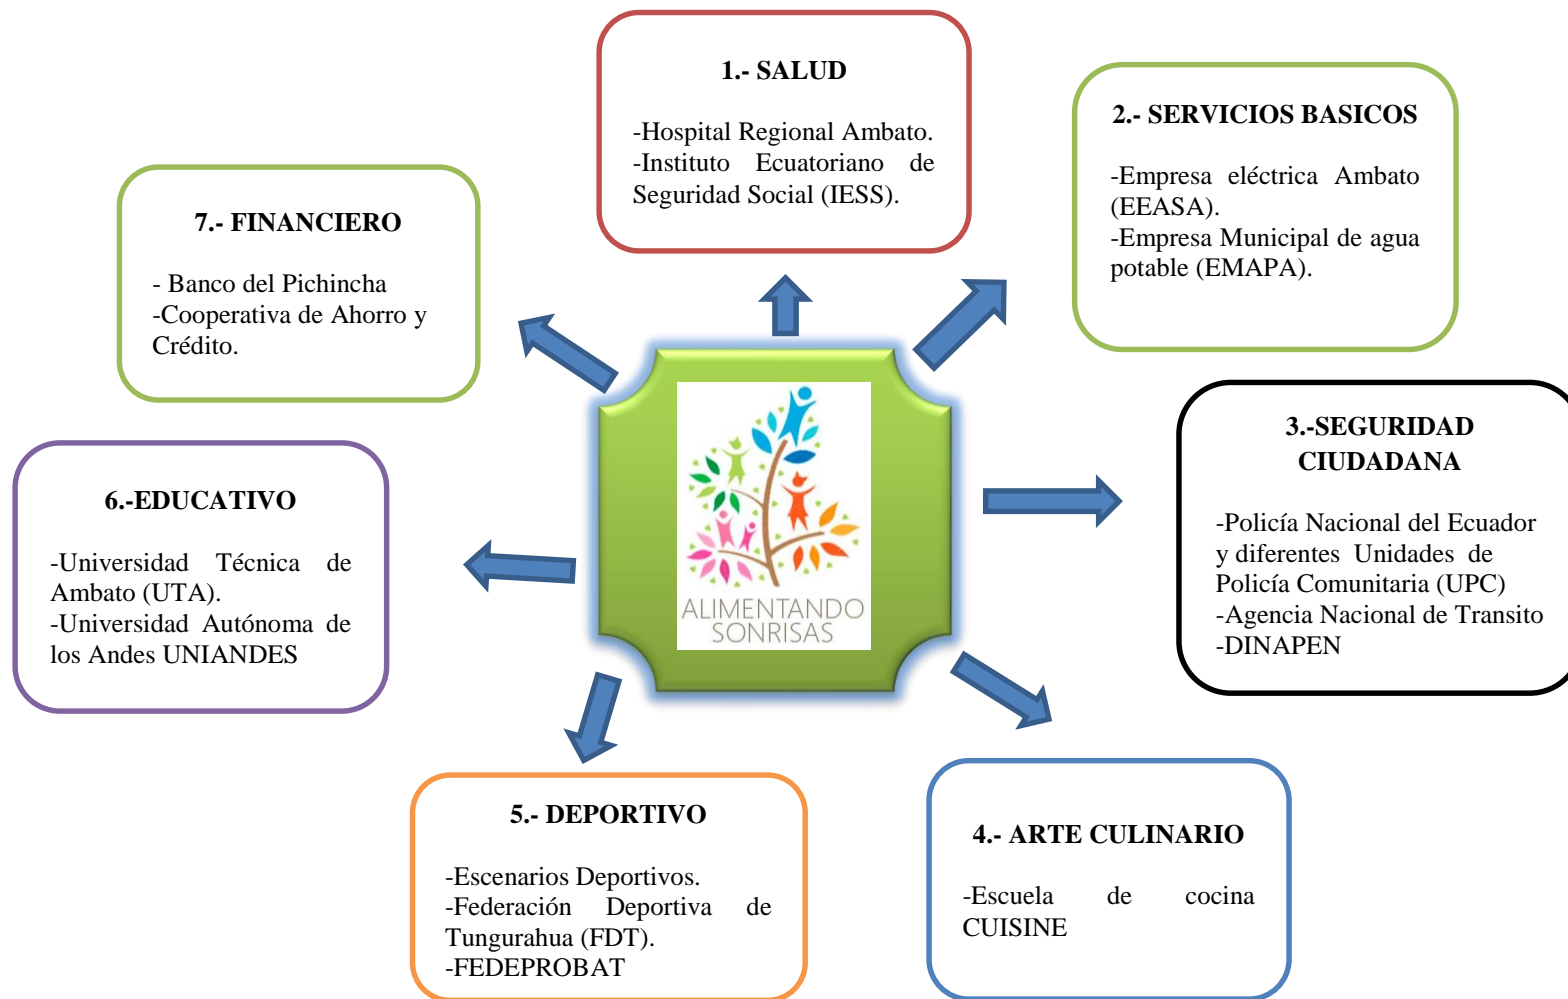 1.- SALUD
-Hospital Regional Ambato.
-Instituto Ecuatoriano de
Seguridad Social (IESS).
2.- SERVICIOS BASICOS
-Empresa eléctrica Ambato
(EEASA).
-Empresa Municipal de agua
potable (EMAPA).
3.-SEGURIDAD
CIUDADANA
-Policía Nacional del Ecuador
y diferentes Unidades de
Policía Comunitaria (UPC)
-Agencia Nacional de Transito
-DINAPEN
4.- ARTE CULINARIO
-Escuela de cocina
CUISINE
5.- DEPORTIVO
-Escenarios Deportivos.
-Federación Deportiva de
Tungurahua (FDT).
-FEDEPROBAT
6.-EDUCATIVO
-Universidad Técnica de
Ambato (UTA).
-Universidad Autónoma de
los Andes UNIANDES
7.- FINANCIERO
- Banco del Pichincha
-Cooperativa de Ahorro y
Crédito.
ALIMENTANDO
SONRISAS